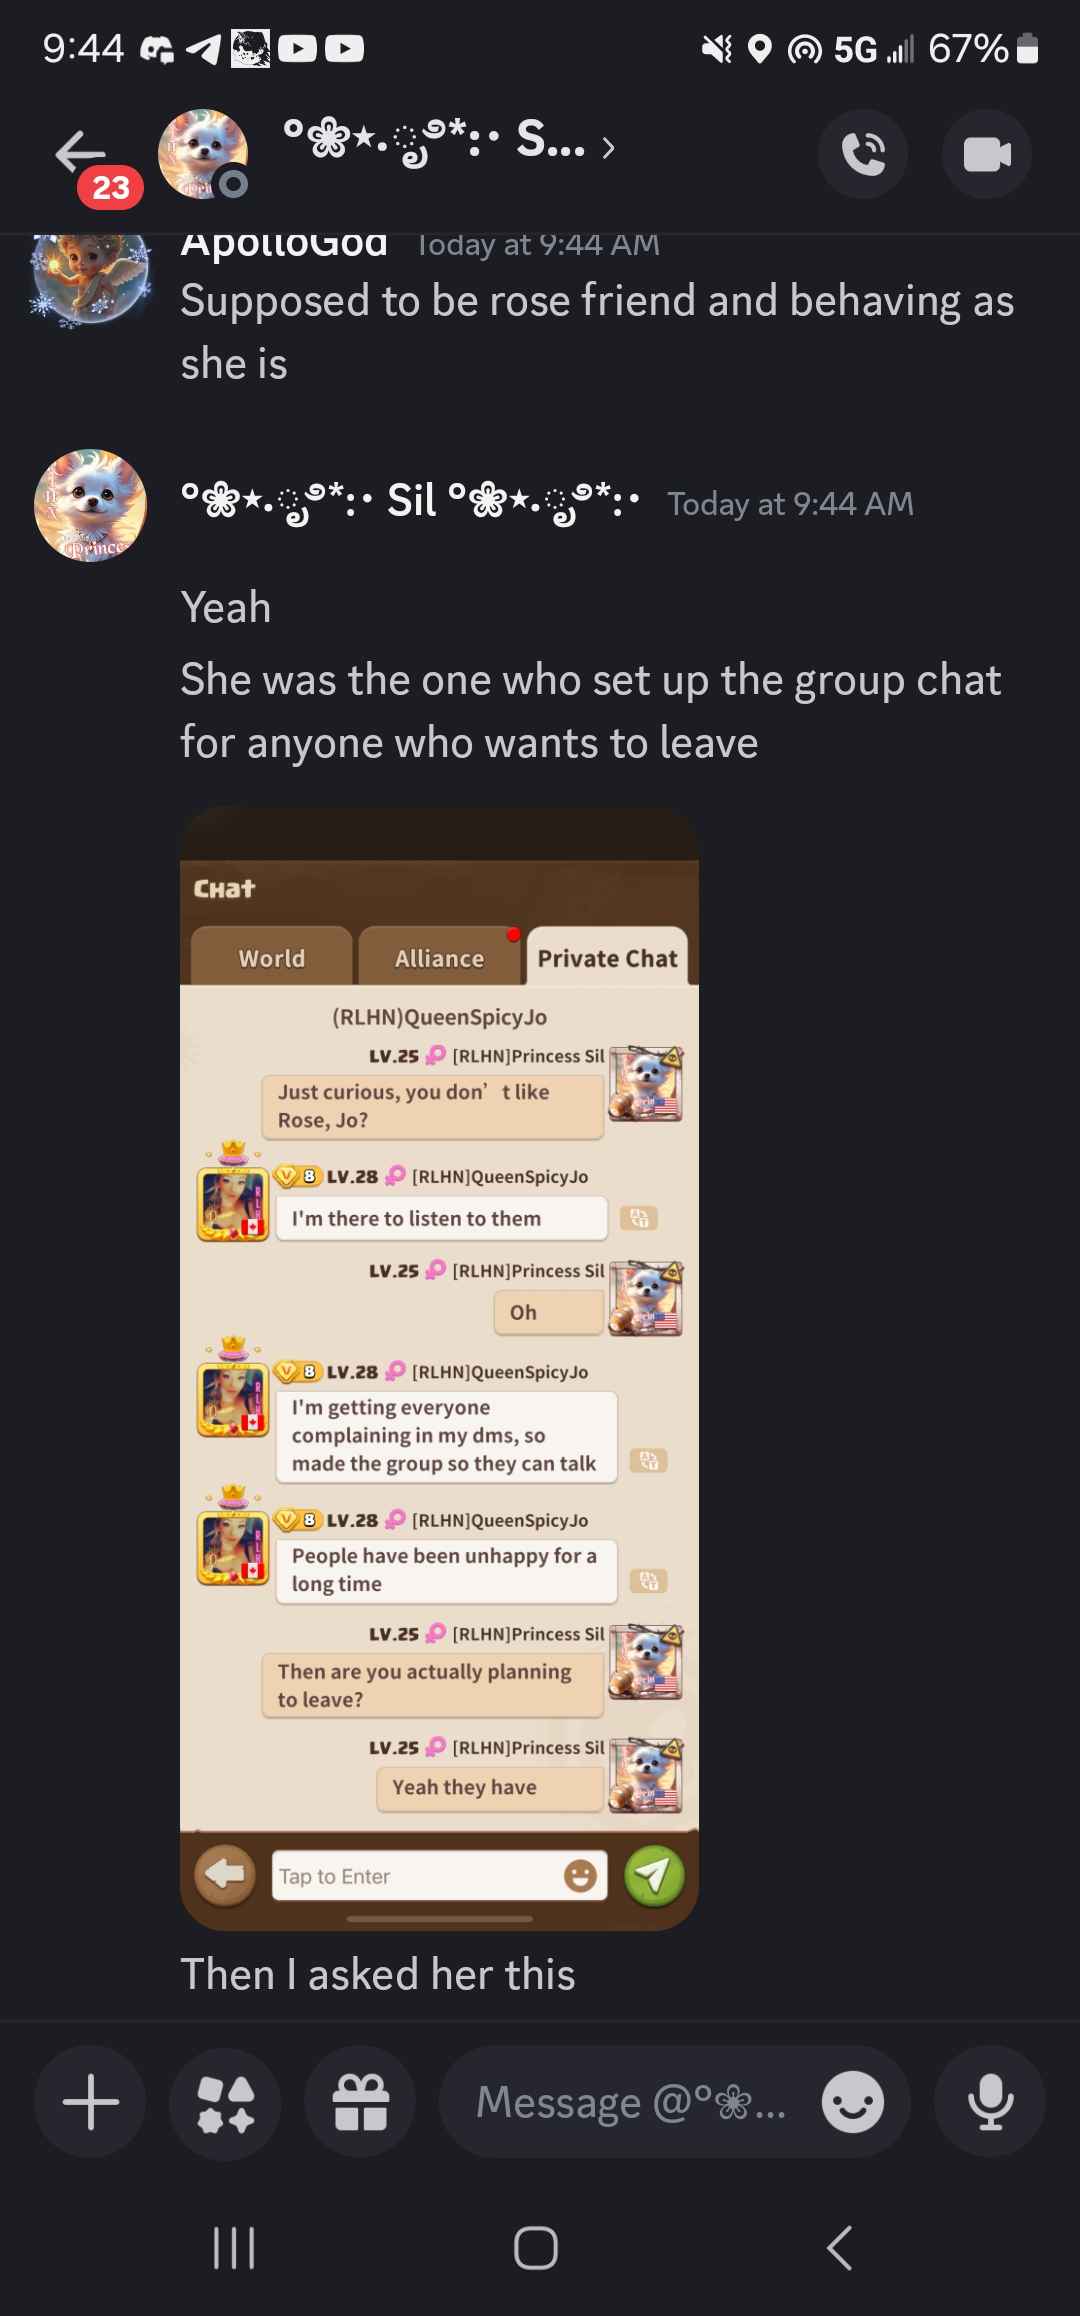 9:44
5G
67%
23
°❀⋆.ೃ࿔*:･ S... ›
ApolloGod Today at 9:44 AM
Supposed to be rose friend and behaving as
she is
°❀⋆.ೃ࿔*:･ Sil °❀⋆.ೃ࿔*:･ Today at 9:44 AM
Yeah
She was the one who set up the group chat
for anyone who wants to leave
Chat
World
Alliance
Private Chat
(RLHN)QueenSpicyJo
LV.25 [RLHN]Princess Sil
Just curious, you don’t like
Rose, Jo?
V 8 LV.28 [RLHN]QueenSpicyJo
I'm there to listen to them
LV.25 [RLHN]Princess Sil
Oh
V 8 LV.28 [RLHN]QueenSpicyJo
I'm getting everyone
complaining in my dms, so
made the group so they can talk
V 8 LV.28 [RLHN]QueenSpicyJo
People have been unhappy for a
long time
LV.25 [RLHN]Princess Sil
Then are you actually planning
to leave?
LV.25 [RLHN]Princess Sil
Yeah they have
Tap to Enter
Then I asked her this
Message @°❀...